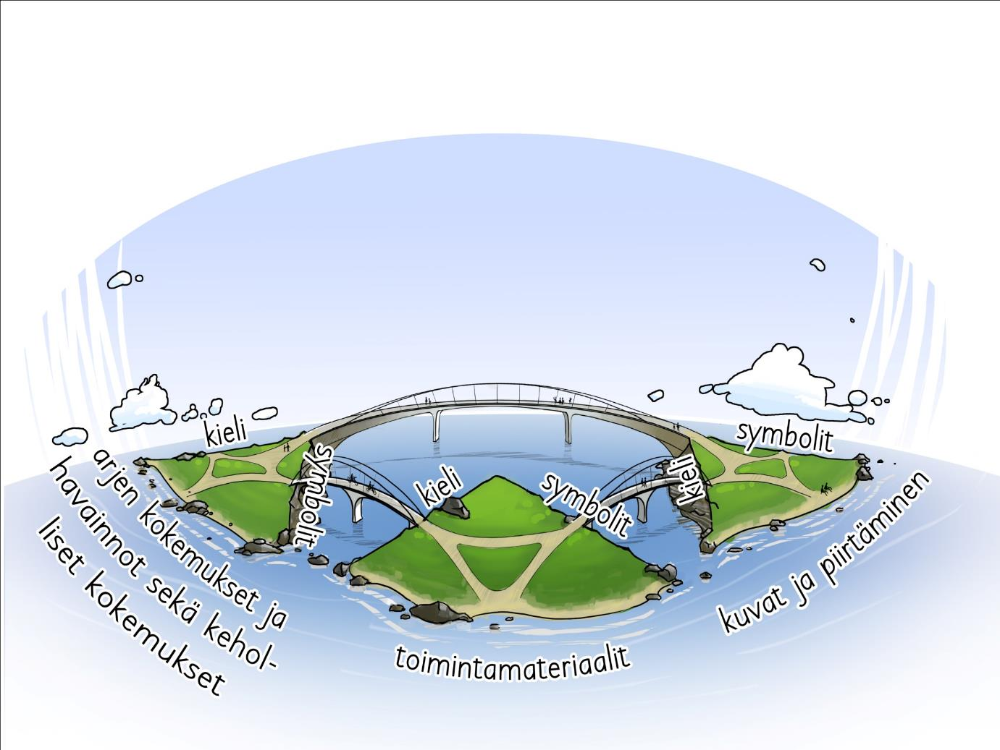 kieli
symbolit
arjen kokemukset ja
havainnot sekä kehol-
liset kokemukset
kieli
symbolit
toimintamateriaalit
kieli
symbolit
kuvat ja piirtäminen